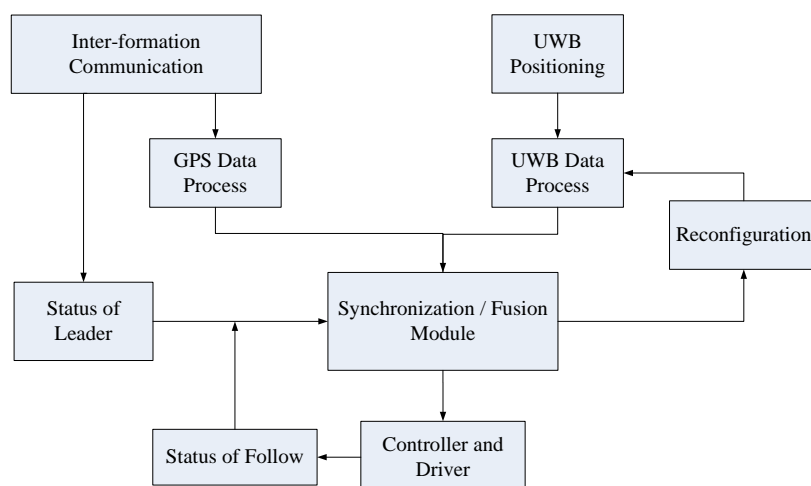 Inter-formation
Communication
UWB
Positioning
GPS Data
Process
UWB Data
Process
Reconfiguration
Status of
Leader
Synchronization / Fusion
Module
Status of Follow
Controller and
Driver